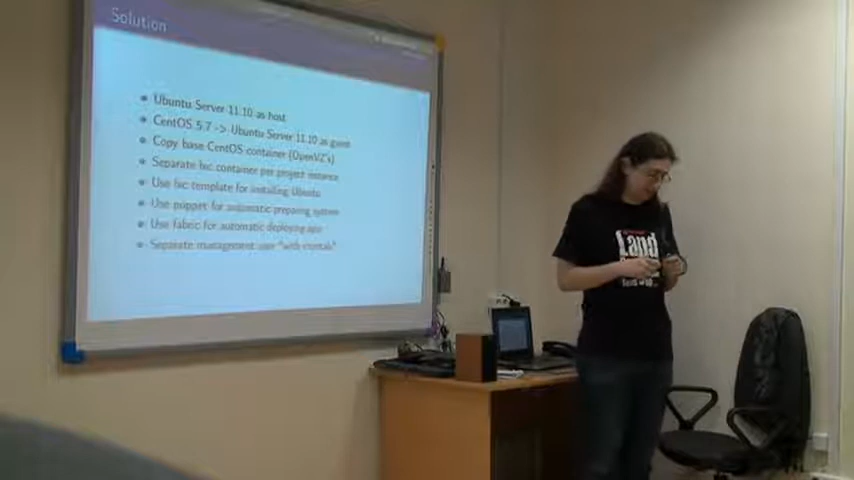 Solution
Ubuntu Server 11.10 as host
CentOS 5.7 -> Ubuntu Server 11.10 as guest
Copy base CentOS container (OpenVZ's)
Separate lxc container per project instance
Use lxc template for installing Ubuntu
Use puppet for automatic preparing system
Use fabric for automatic deploying app
Separate management user "with crontab"
Land